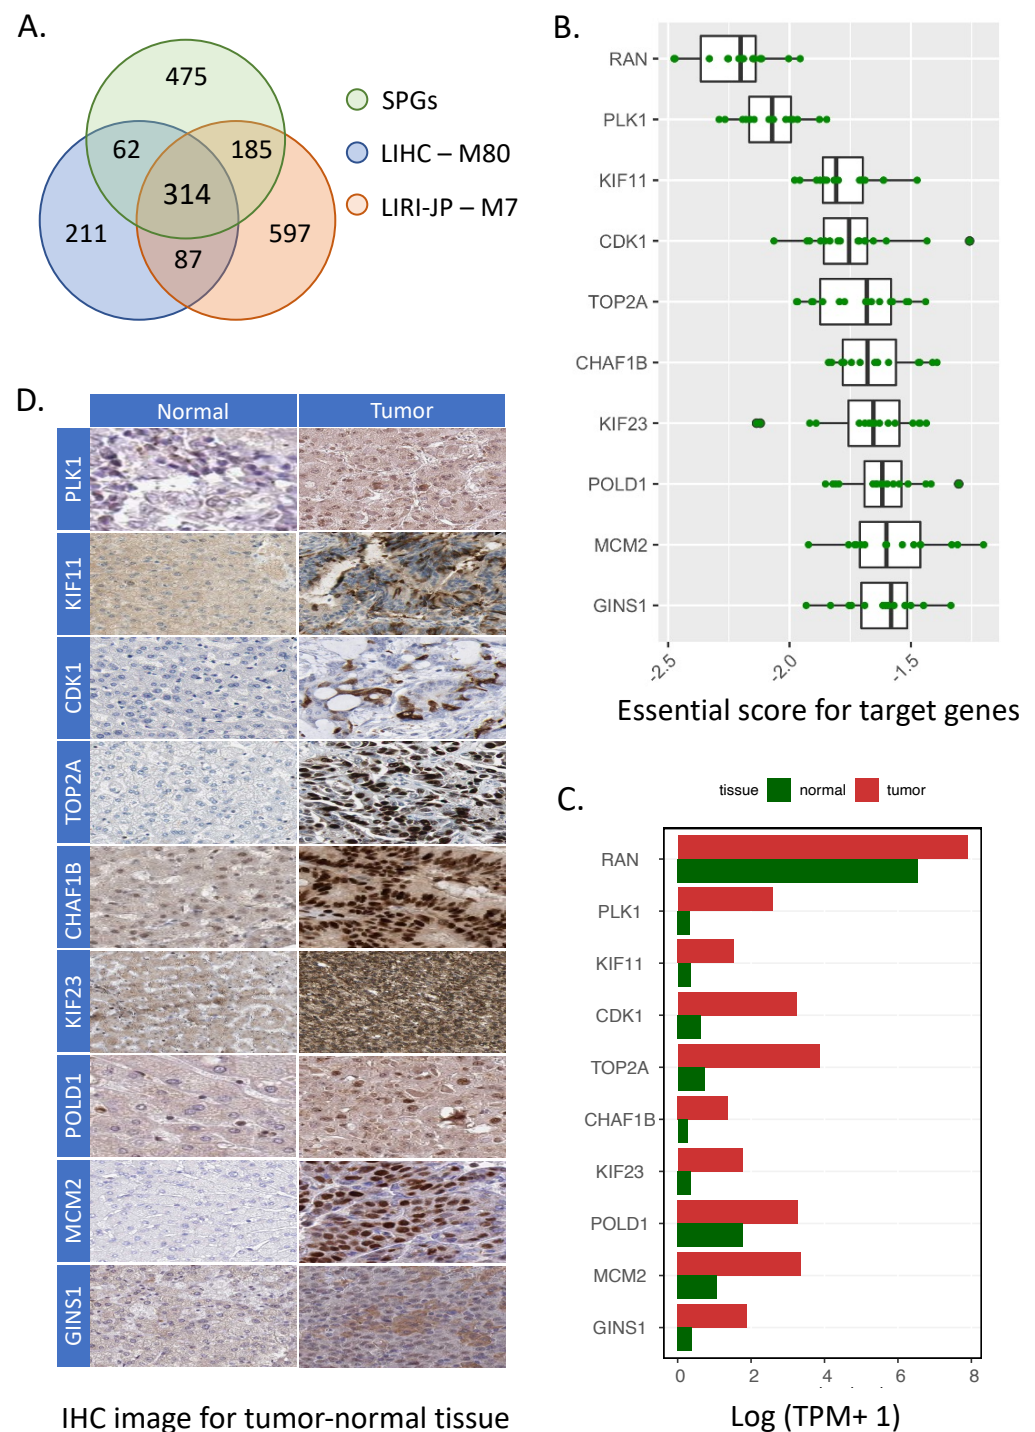 A.
475
62
185
314
211
87
597
SPGs
LIHC – M80
LIRI-JP – M7
B.
RAN
PLK1
KIF11
CDK1
TOP2A
CHAF1B
KIF23
POLD1
MCM2
GINS1
-2.5
-2.0
-1.5
Essential score for target genes
C.
tissue normal tumor
RAN
PLK1
KIF11
CDK1
TOP2A
CHAF1B
KIF23
POLD1
MCM2
GINS1
0 2 4 6 8
Log (TPM+ 1)
D.
Normal Tumor
PLK1
KIF11
CDK1
TOP2A
CHAF1B
KIF23
POLD1
MCM2
GINS1
IHC image for tumor-normal tissue